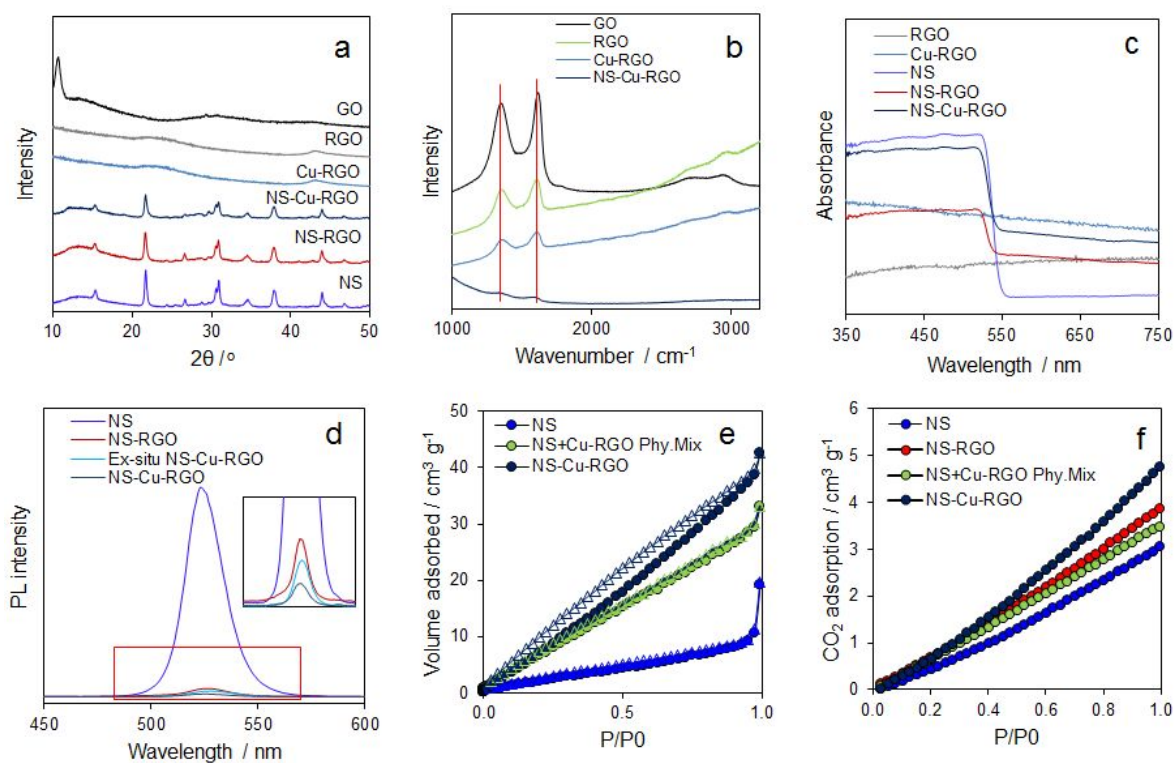 a
GO
RGO
Cu-RGO
NS-Cu-RGO
NS-RGO
NS
Intensity
10 20 30 40 50
2θ / °
b
GO
RGO
Cu-RGO
NS-Cu-RGO
Intensity
1000 2000 3000
Wavenumber / cm-1
c
RGO
Cu-RGO
NS
NS-RGO
NS-Cu-RGO
Absorbance
350 450 550 650 750
Wavelength / nm
d
NS
NS-RGO
Ex-situ NS-Cu-RGO
NS-Cu-RGO
PL intensity
450 500 550 600
Wavelength / nm
e
NS
NS+Cu-RGO Phy.Mix
NS-Cu-RGO
Volume adsorbed / cm3 g-1
50
40
30
20
10
0
0.0 0.5 1.0
P/P0
f
NS
NS-RGO
NS+Cu-RGO Phy.Mix
NS-Cu-RGO
CO2 adsorption / cm3 g-1
6
5
4
3
2
1
0
0.0 0.2 0.4 0.6 0.8 1.0
P/P0